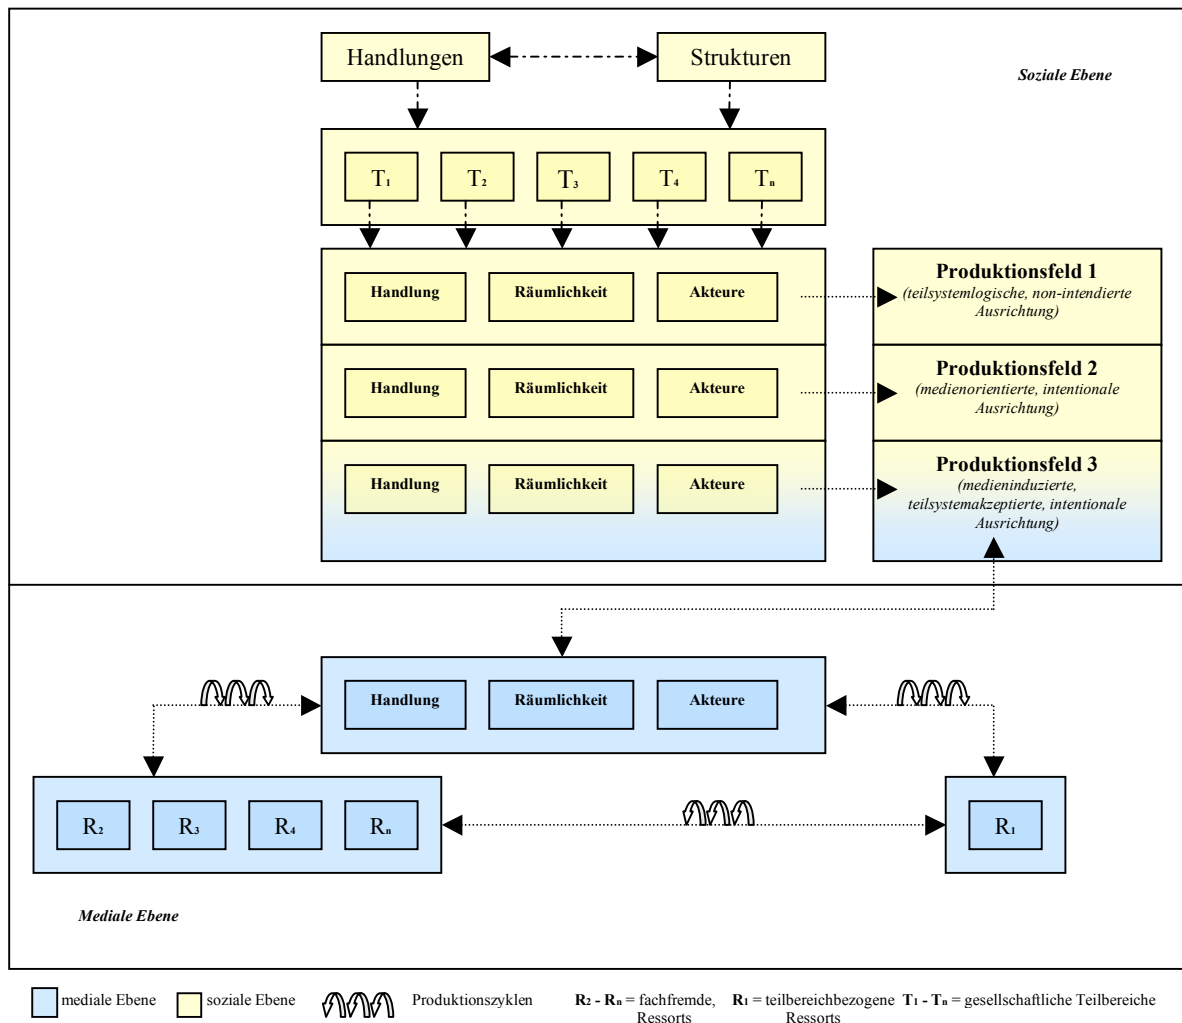 Handlungen
Strukturen
Soziale Ebene
T1
T2
T3
T4
Tn
Handlung
Räumlichkeit
Akteure
Produktionsfeld 1
(teilsystemlogische, non-intendierte
Ausrichtung)
Handlung
Räumlichkeit
Akteure
Produktionsfeld 2
(medienorientierte, intentionale
Ausrichtung)
Handlung
Räumlichkeit
Akteure
Produktionsfeld 3
(medieninduzierte,
teilsystemakzeptierte, intentionale
Ausrichtung)
Handlung
Räumlichkeit
Akteure
R2
R3
R4
Rn
R1
Mediale Ebene
mediale Ebene
soziale Ebene
Produktionszyklen
R2 - Rn = fachfremde,
Ressorts
R1 = teilbereichbezogene
Ressorts
T1 - Tn = gesellschaftliche Teilbereiche